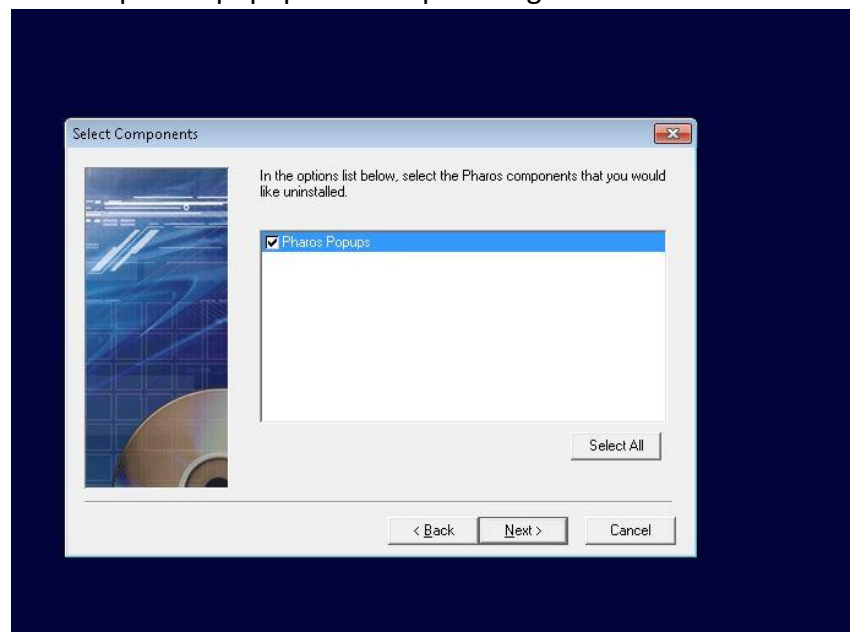 Select Components
In the options list below, select the Pharos components that you would
like uninstalled.
Pharos Popups
Select All
< Back
Next >
Cancel